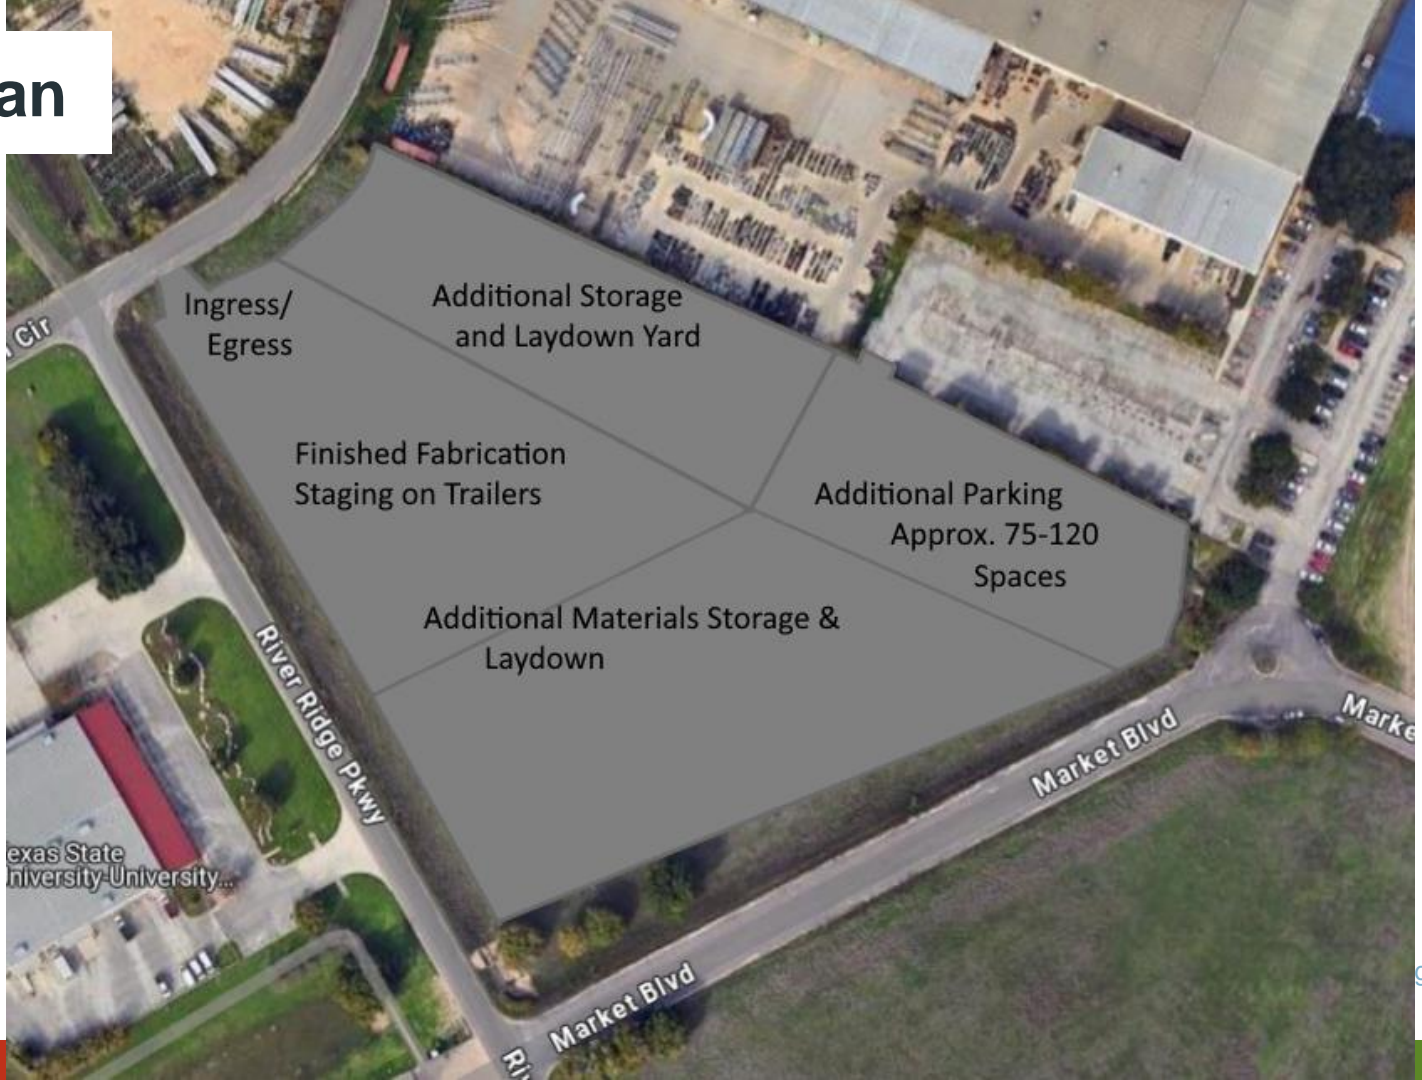 an
Cir
Ingress/
Egress
Additional Storage
and Laydown Yard
Finished Fabrication
Staging on Trailers
Additional Parking
Approx. 75-120
Spaces
Additional Materials Storage &
Laydown
River Ridge Pkwy
Market Blvd
Marke
exas State
niversity-University...
Market Blvd
Riv
g